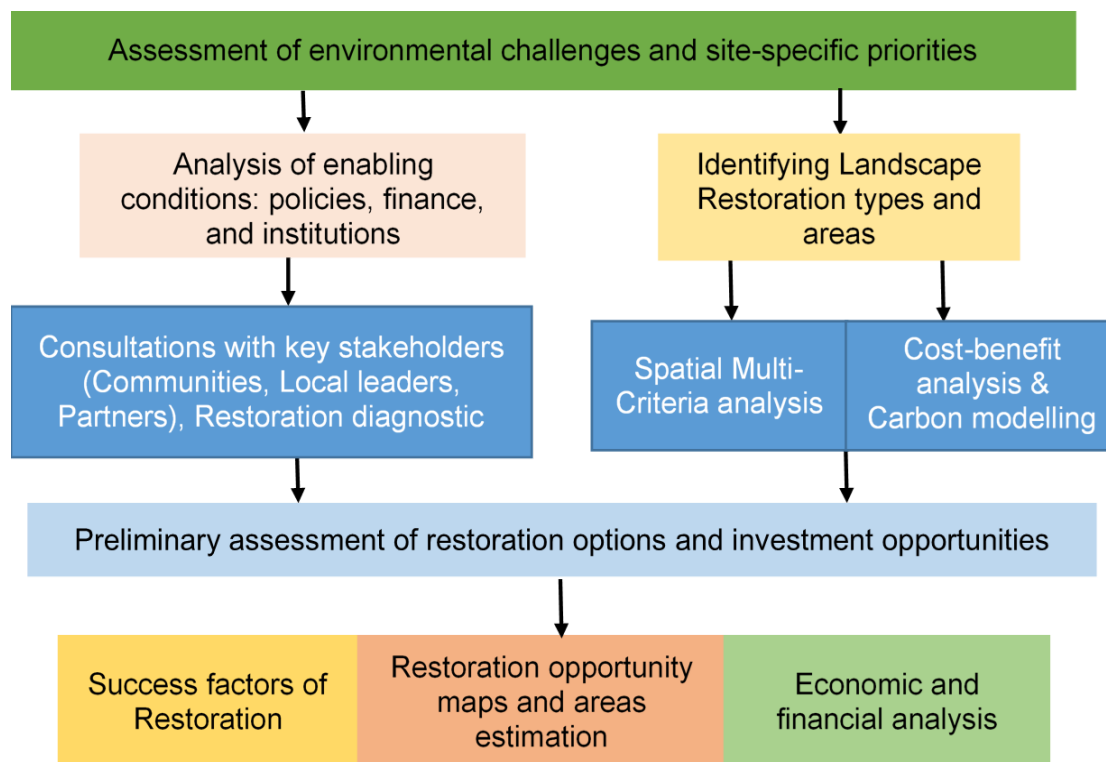 Assessment of environmental challenges and site-specific priorities
Analysis of enabling
conditions: policies, finance,
and institutions
Identifying Landscape
Restoration types and
areas
Consultations with key stakeholders
(Communities, Local leaders,
Partners), Restoration diagnostic
Spatial Multi-
Criteria analysis
Cost-benefit
analysis &
Carbon modelling
Preliminary assessment of restoration options and investment opportunities
Success factors of
Restoration
Restoration opportunity
maps and areas
estimation
Economic and
financial analysis